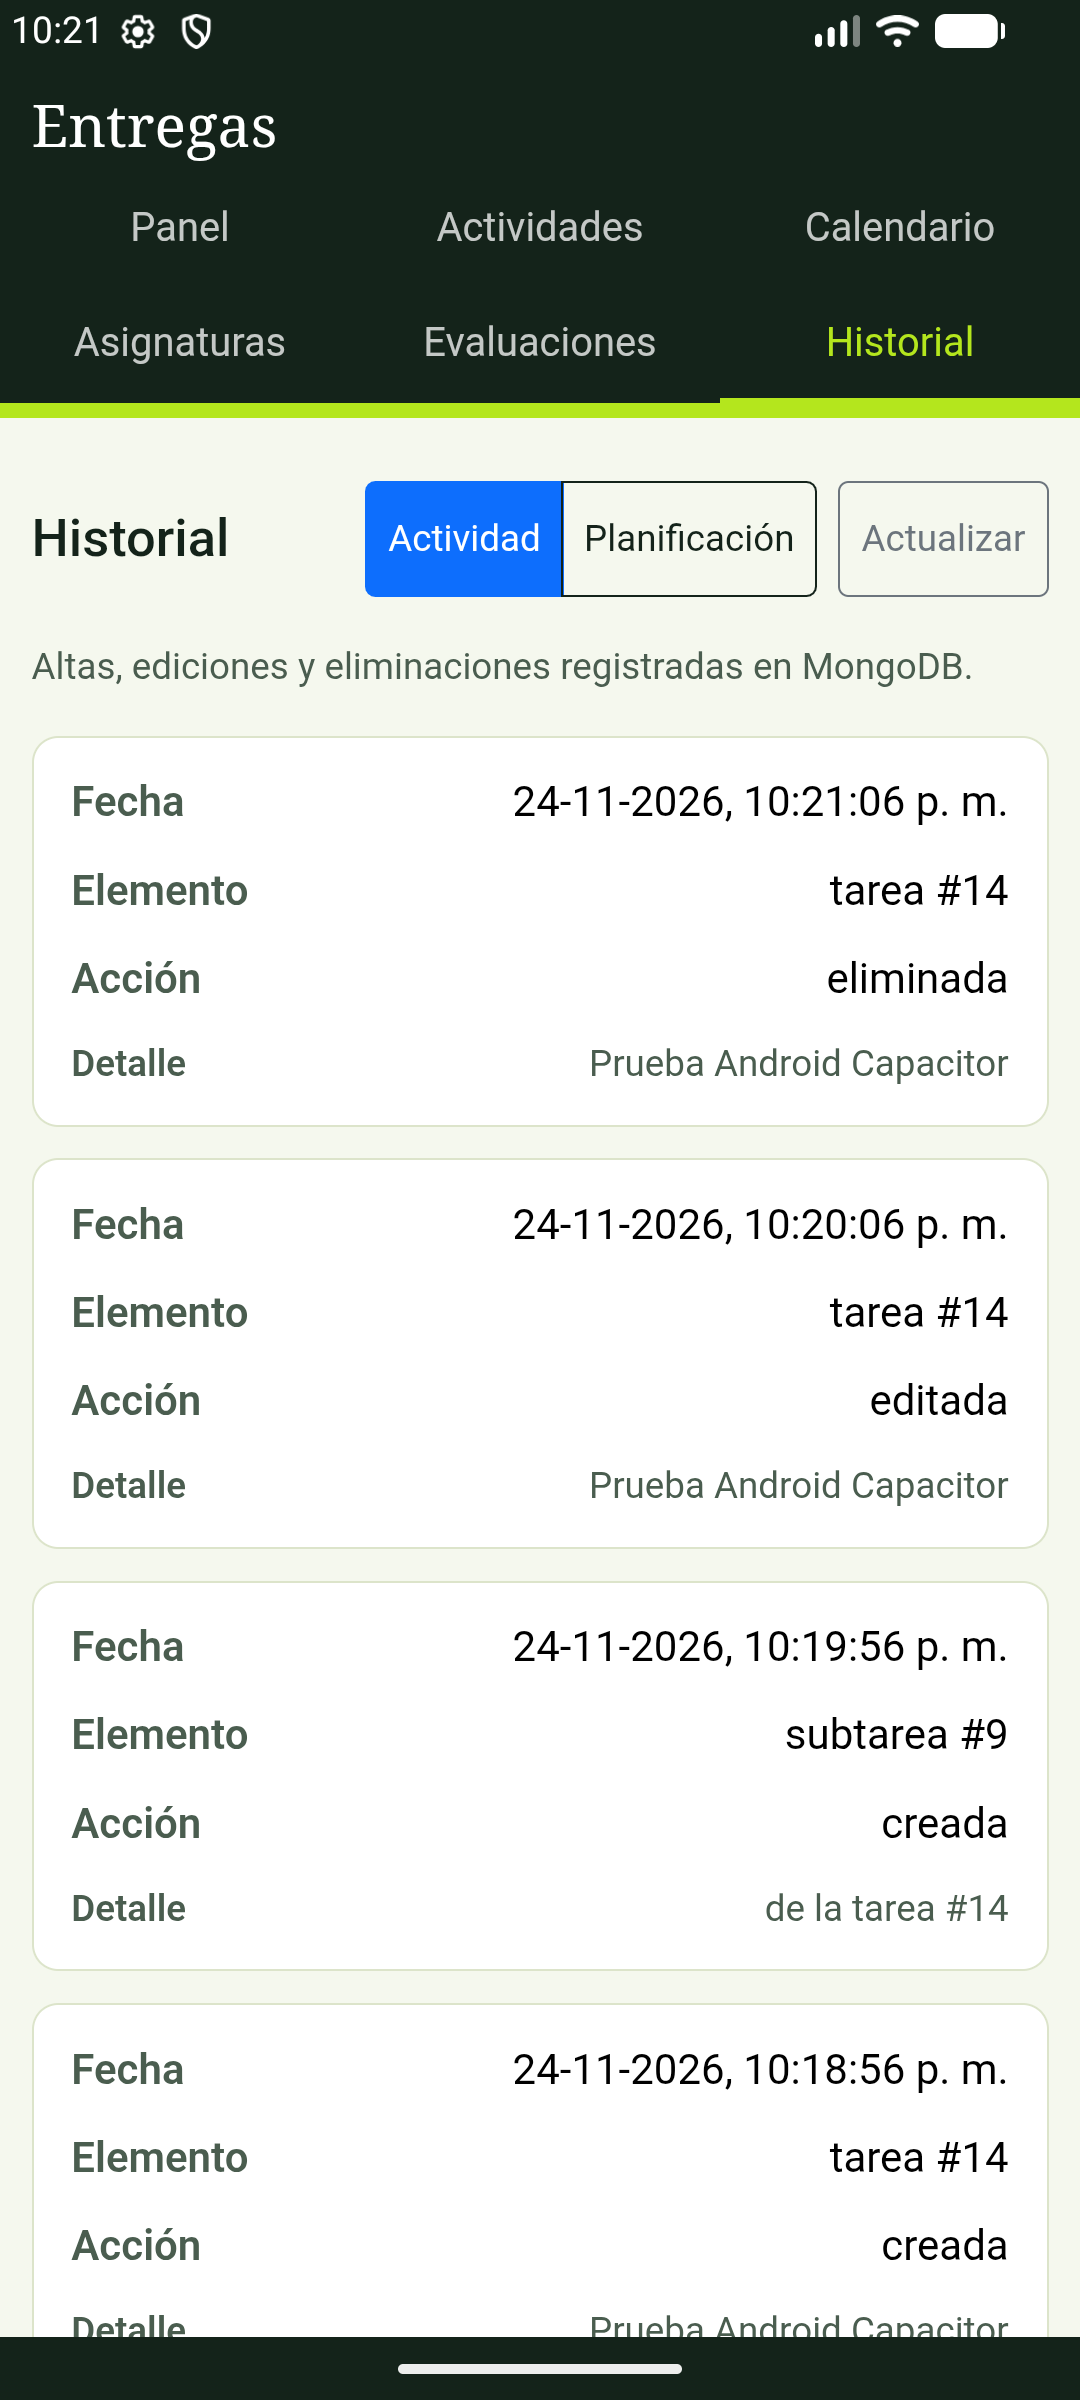 10:21
Entregas
Panel Actividades Calendario
Asignaturas Evaluaciones Historial
Historial Actividad Planificación Actualizar
Altas, ediciones y eliminaciones registradas en MongoDB.
Fecha 24-11-2026, 10:21:06 p. m.
Elemento tarea #14
Acción eliminada
Detalle Prueba Android Capacitor
Fecha 24-11-2026, 10:20:06 p. m.
Elemento tarea #14
Acción editada
Detalle Prueba Android Capacitor
Fecha 24-11-2026, 10:19:56 p. m.
Elemento subtarea #9
Acción creada
Detalle de la tarea #14
Fecha 24-11-2026, 10:18:56 p. m.
Elemento tarea #14
Acción creada
Detalle Prueba Android Capacitor